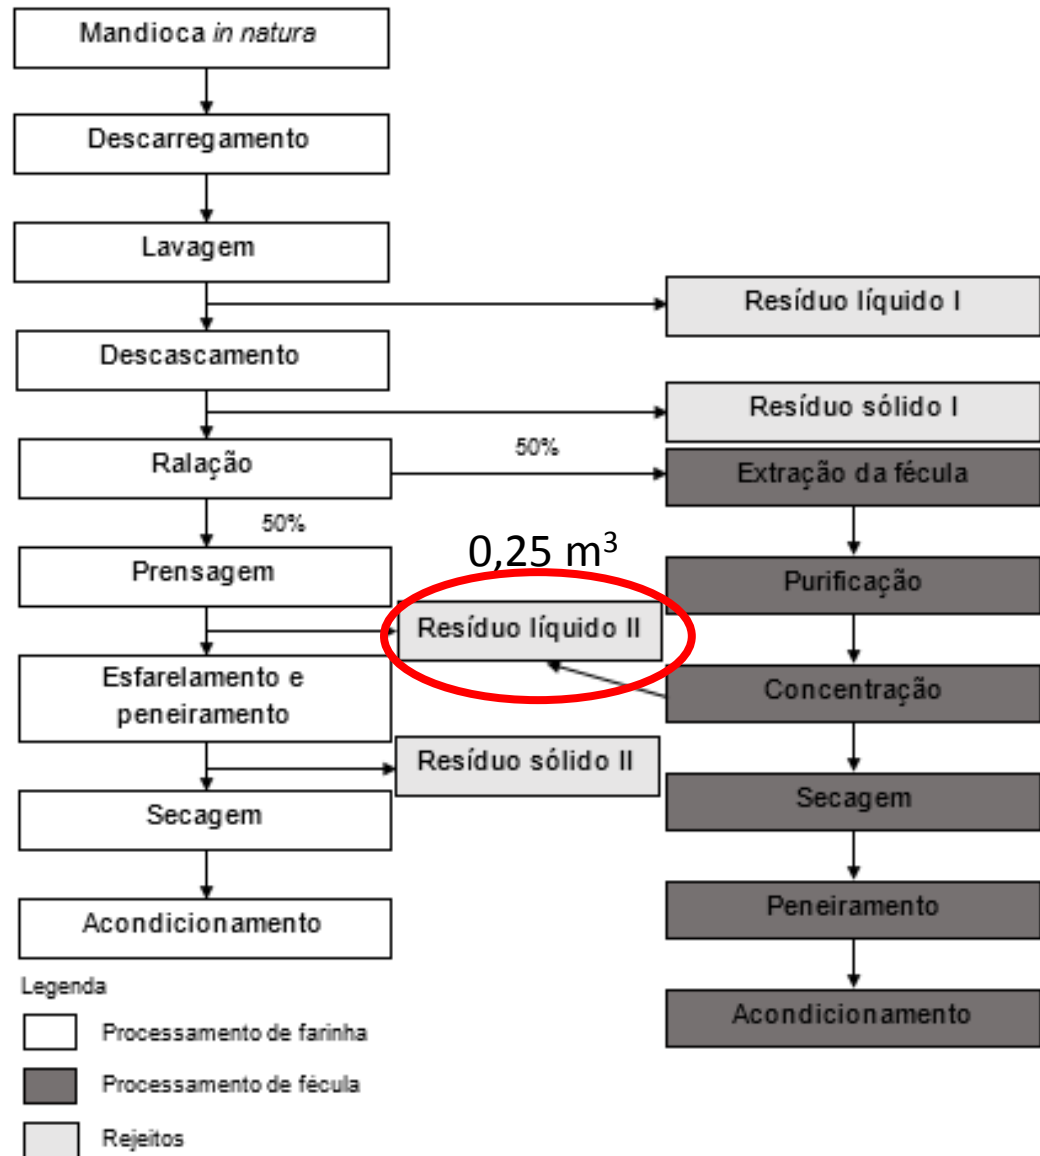 Mandioca in natura
Descarregamento
Lavagem
Resíduo líquido I
Descascamento
Resíduo sólido I
Ralação
50%
Extração da fécula
50%
0,25 m³
Prensagem
Purificação
Resíduo líquido II
Esfarelamento e
peneiramento
Concentração
Resíduo sólido II
Secagem
Secagem
Peneiramento
Acondicionamento
Acondicionamento
Legenda
Processamento de farinha
Processamento de fécula
Rejeitos